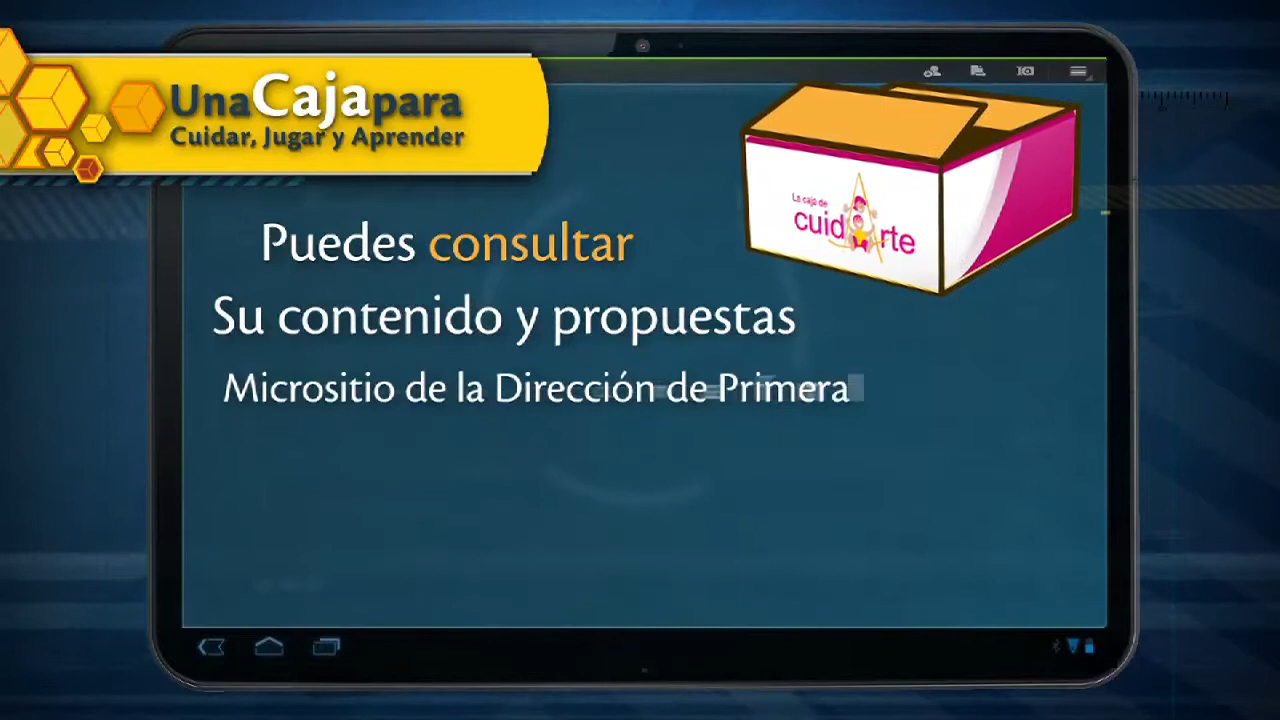 UnaCajapara
Cuidar, Jugar y Aprender
La caja de
cuidarte
Puedes consultar
Su contenido y propuestas
Micrositio de la Dirección de Primera